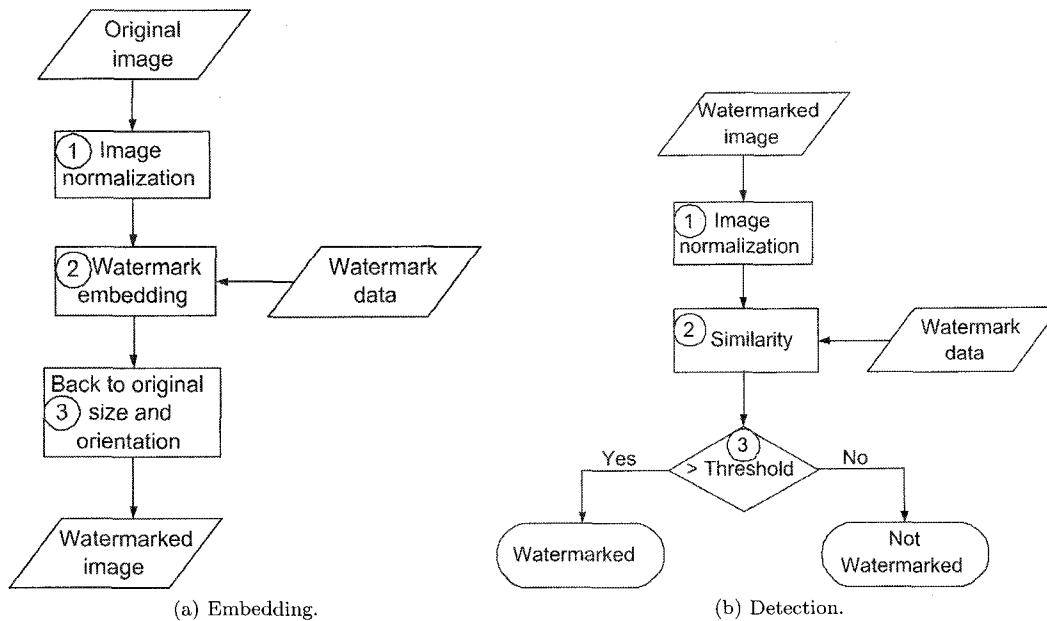 Original
image
1 Image
normalization
2 Watermark
embedding
Watermark
data
Back to original
3 size and
orientation
Watermarked
image
(a) Embedding.
Watermarked
image
1 Image
normalization
2 Similarity
Watermark
data
3
> Threshold
Yes
No
Watermarked
Not
Watermarked
(b) Detection.